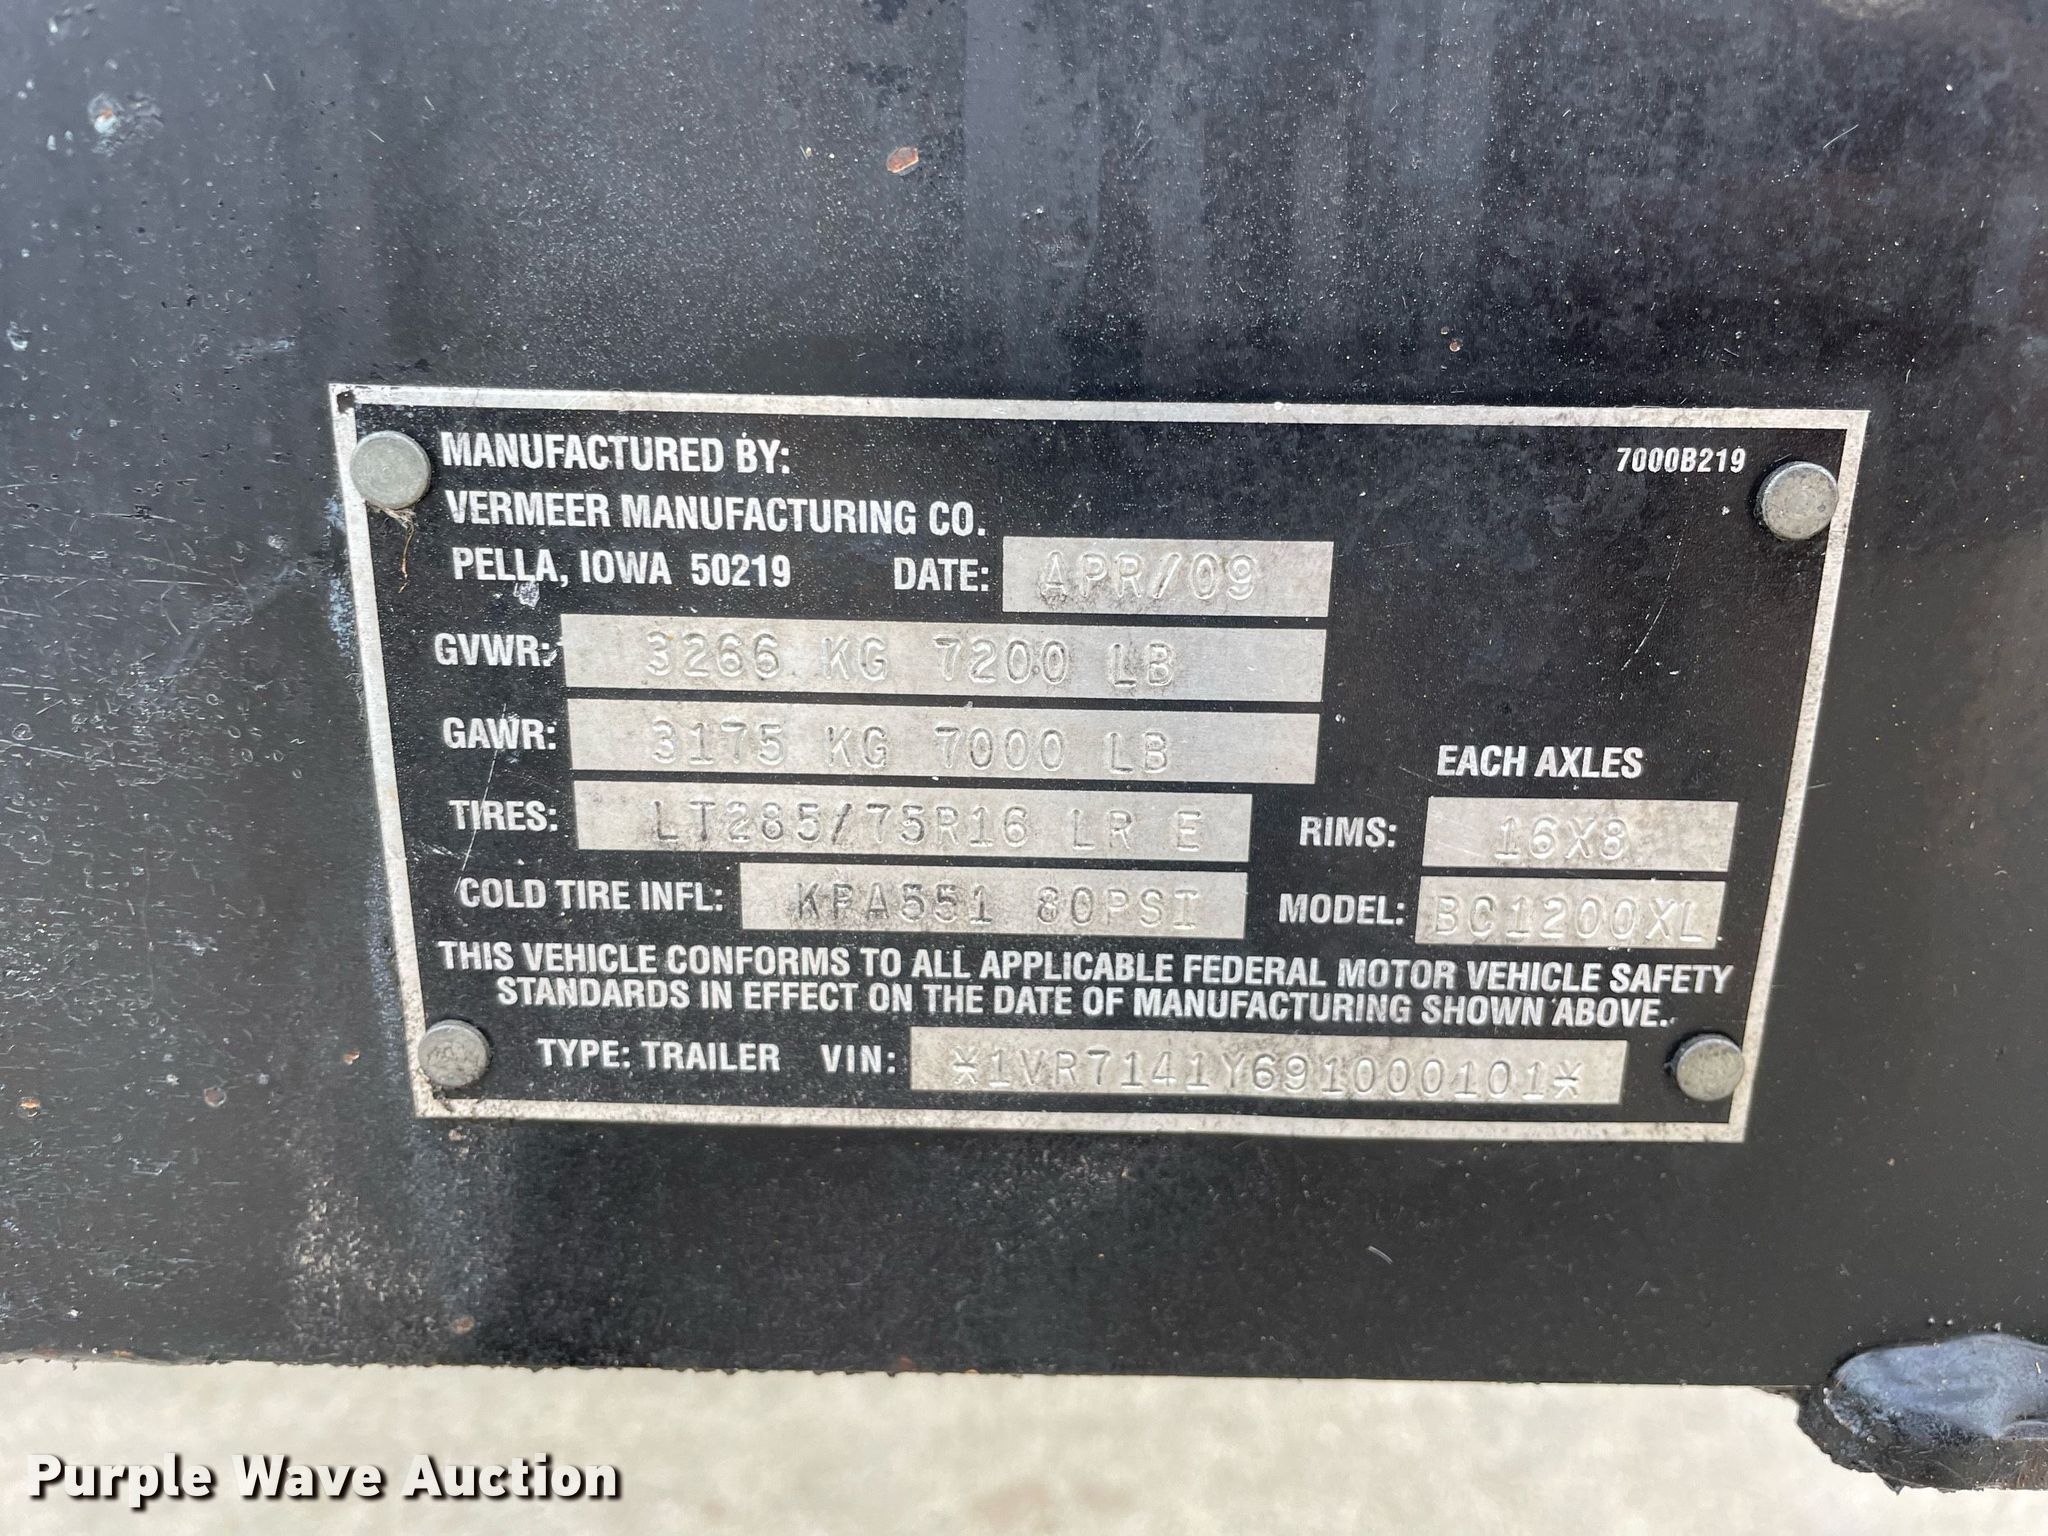 MANUFACTURED BY: 7000B219
VERMEER MANUFACTURING CO.
PELLA, IOWA 50219 DATE: APR/09
GVWR: 3266 KG 7200 LB
GAWR: 3175 KG 7000 LB EACH AXLES
TIRES: LT285/75R16 LR E RIMS: 16X8
COLD TIRE INFL: KPA551 80PSI MODEL: BC1200XL
THIS VEHICLE CONFORMS TO ALL APPLICABLE FEDERAL MOTOR VEHICLE SAFETY
STANDARDS IN EFFECT ON THE DATE OF MANUFACTURING SHOWN ABOVE.
TYPE: TRAILER VIN: *1VR7141Y691000101*
Purple Wave Auction